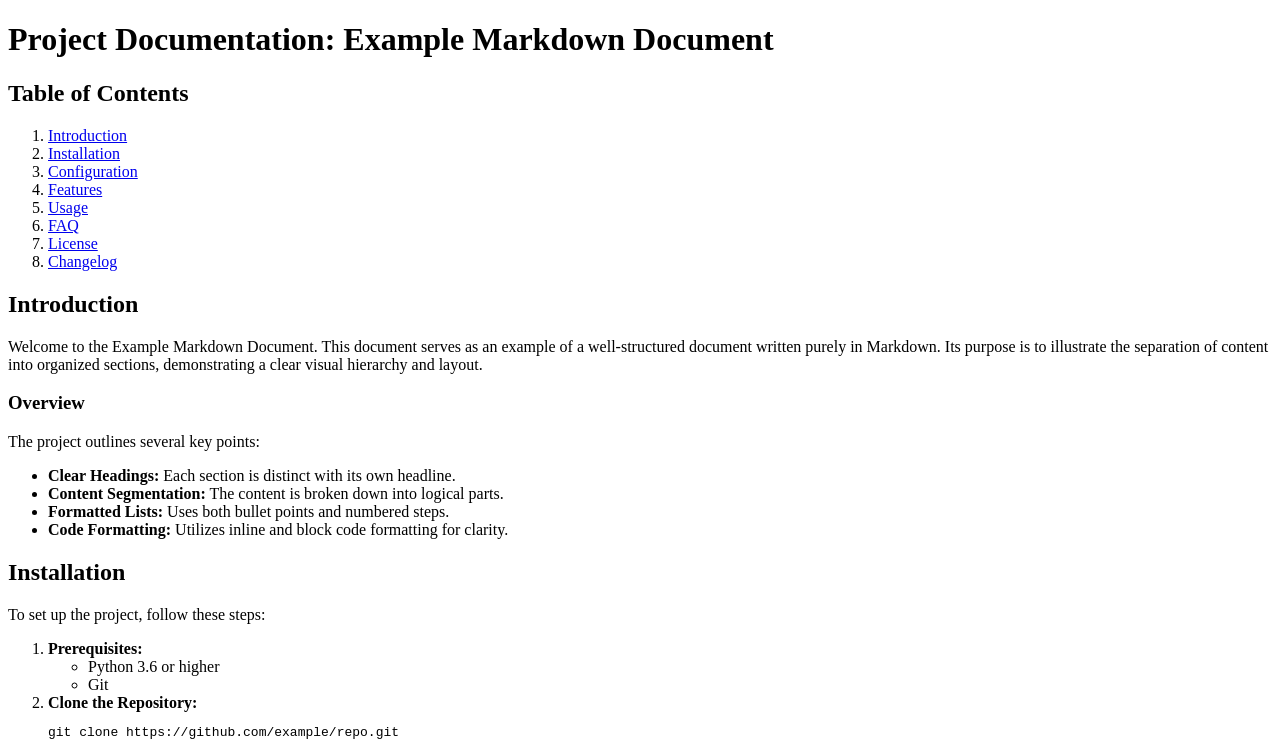 Project Documentation: Example Markdown Document
Table of Contents
1. Introduction
2. Installation
3. Configuration
4. Features
5. Usage
6. FAQ
7. License
8. Changelog
Introduction
Welcome to the Example Markdown Document. This document serves as an example of a well-structured document written purely in Markdown. Its purpose is to illustrate the separation of content
into organized sections, demonstrating a clear visual hierarchy and layout.
Overview
The project outlines several key points:
• Clear Headings: Each section is distinct with its own headline.
• Content Segmentation: The content is broken down into logical parts.
• Formatted Lists: Uses both bullet points and numbered steps.
• Code Formatting: Utilizes inline and block code formatting for clarity.
Installation
To set up the project, follow these steps:
1. Prerequisites:
◦ Python 3.6 or higher
◦ Git
2. Clone the Repository:
git clone https://github.com/example/repo.git